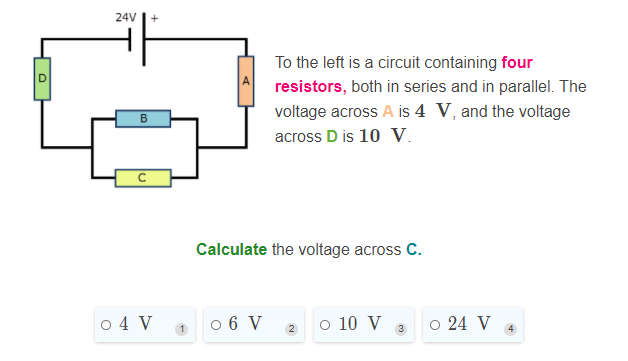 24V +
D
A
B
C
To the left is a circuit containing four
resistors, both in series and in parallel. The
voltage across A is 4 V, and the voltage
across D is 10 V.
Calculate the voltage across C.
4 V 1
6 V 2
10 V 3
24 V 4